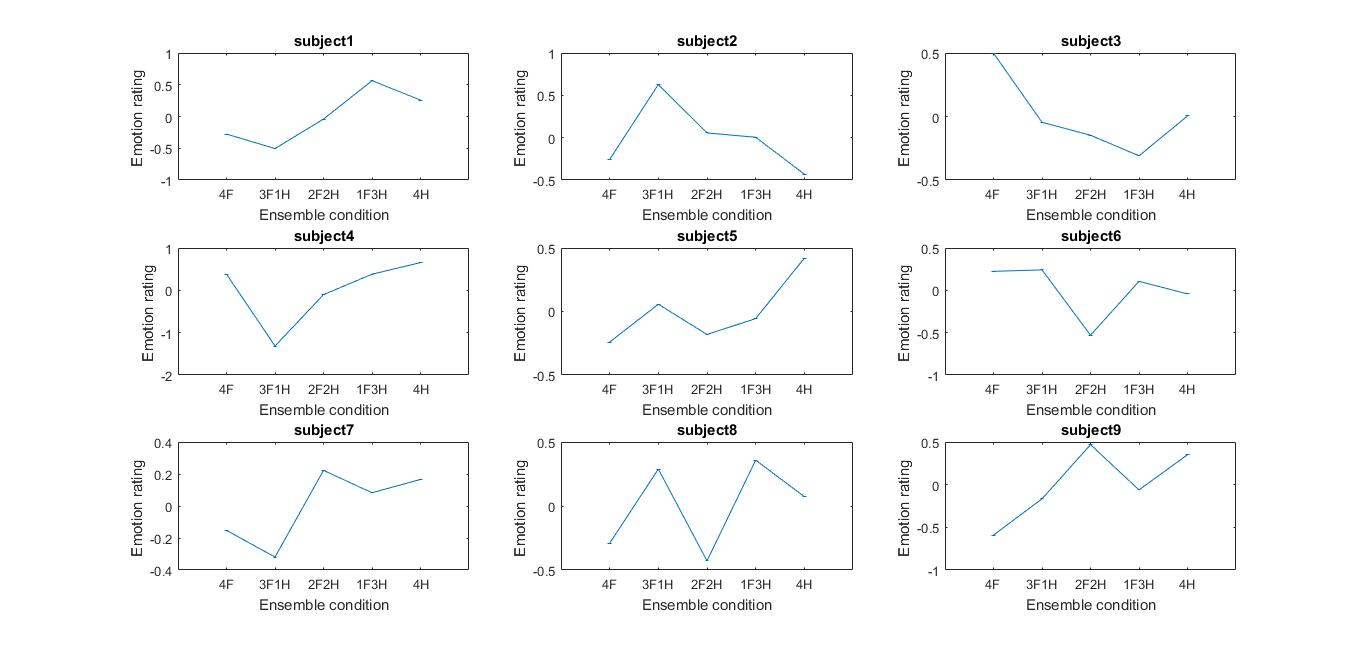 subject1
1
0.5
0
-0.5
-1
Emotion rating
4F 3F1H 2F2H 1F3H 4H
Ensemble condition
subject2
1
0.5
0
-0.5
Emotion rating
4F 3F1H 2F2H 1F3H 4H
Ensemble condition
subject3
0.5
0
-0.5
Emotion rating
4F 3F1H 2F2H 1F3H 4H
Ensemble condition
subject4
1
0
-1
-2
Emotion rating
4F 3F1H 2F2H 1F3H 4H
Ensemble condition
subject5
0.5
0
-0.5
Emotion rating
4F 3F1H 2F2H 1F3H 4H
Ensemble condition
subject6
0.5
0
-0.5
-1
Emotion rating
4F 3F1H 2F2H 1F3H 4H
Ensemble condition
subject7
0.4
0.2
0
-0.2
-0.4
Emotion rating
4F 3F1H 2F2H 1F3H 4H
Ensemble condition
subject8
0.5
0
-0.5
Emotion rating
4F 3F1H 2F2H 1F3H 4H
Ensemble condition
subject9
0.5
0
-0.5
-1
Emotion rating
4F 3F1H 2F2H 1F3H 4H
Ensemble condition